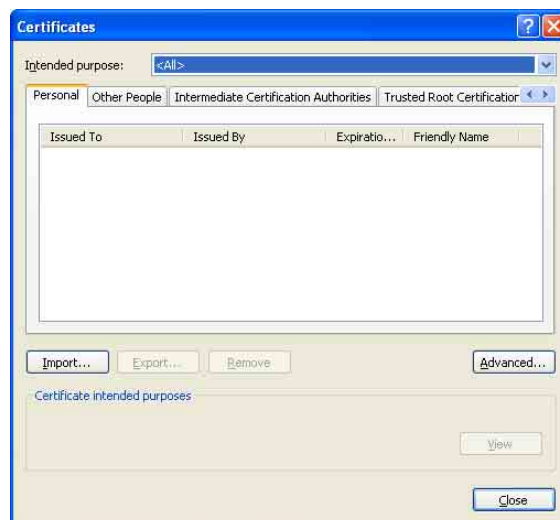 Certificates
Intended purpose: <All>
Personal Other People Intermediate Certification Authorities Trusted Root Certification
Issued To Issued By Expiratio... Friendly Name
Import... Export... Remove Advanced...
Certificate intended purposes
View
Close